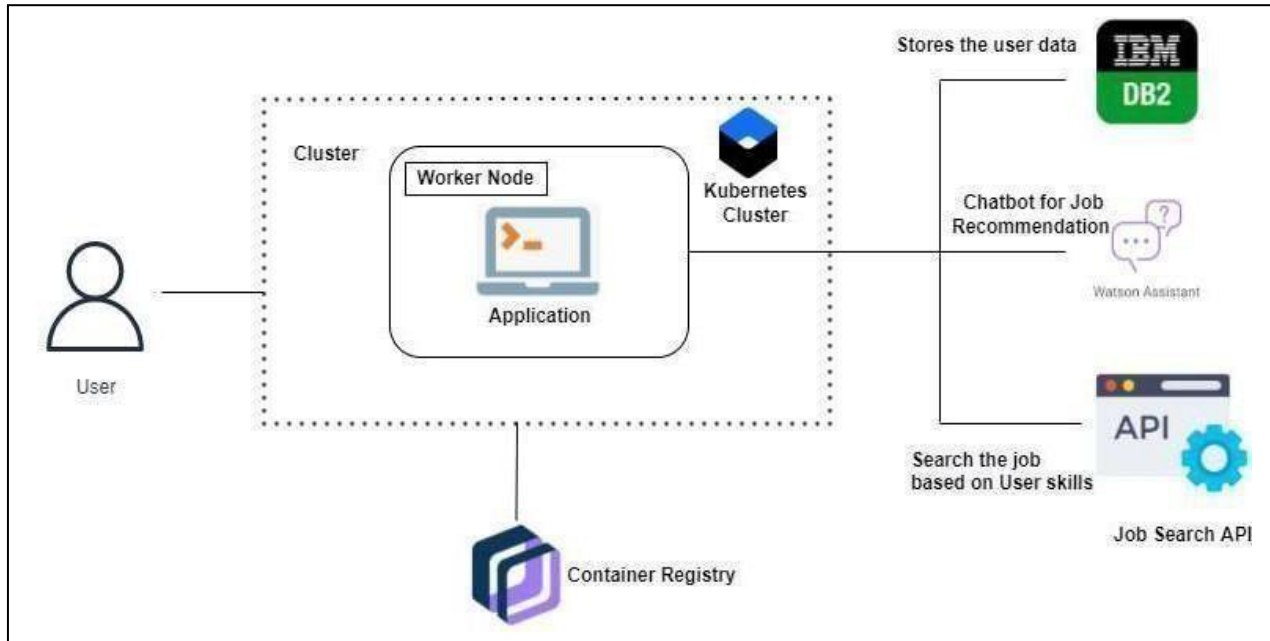 Stores the user data
IBM
DB2
Cluster
Worker Node
Kubernetes
Cluster
Chatbot for Job
Recommendation
?
Watson Assistant
Application
User
API
Search the job
based on User skills
Job Search API
Container Registry